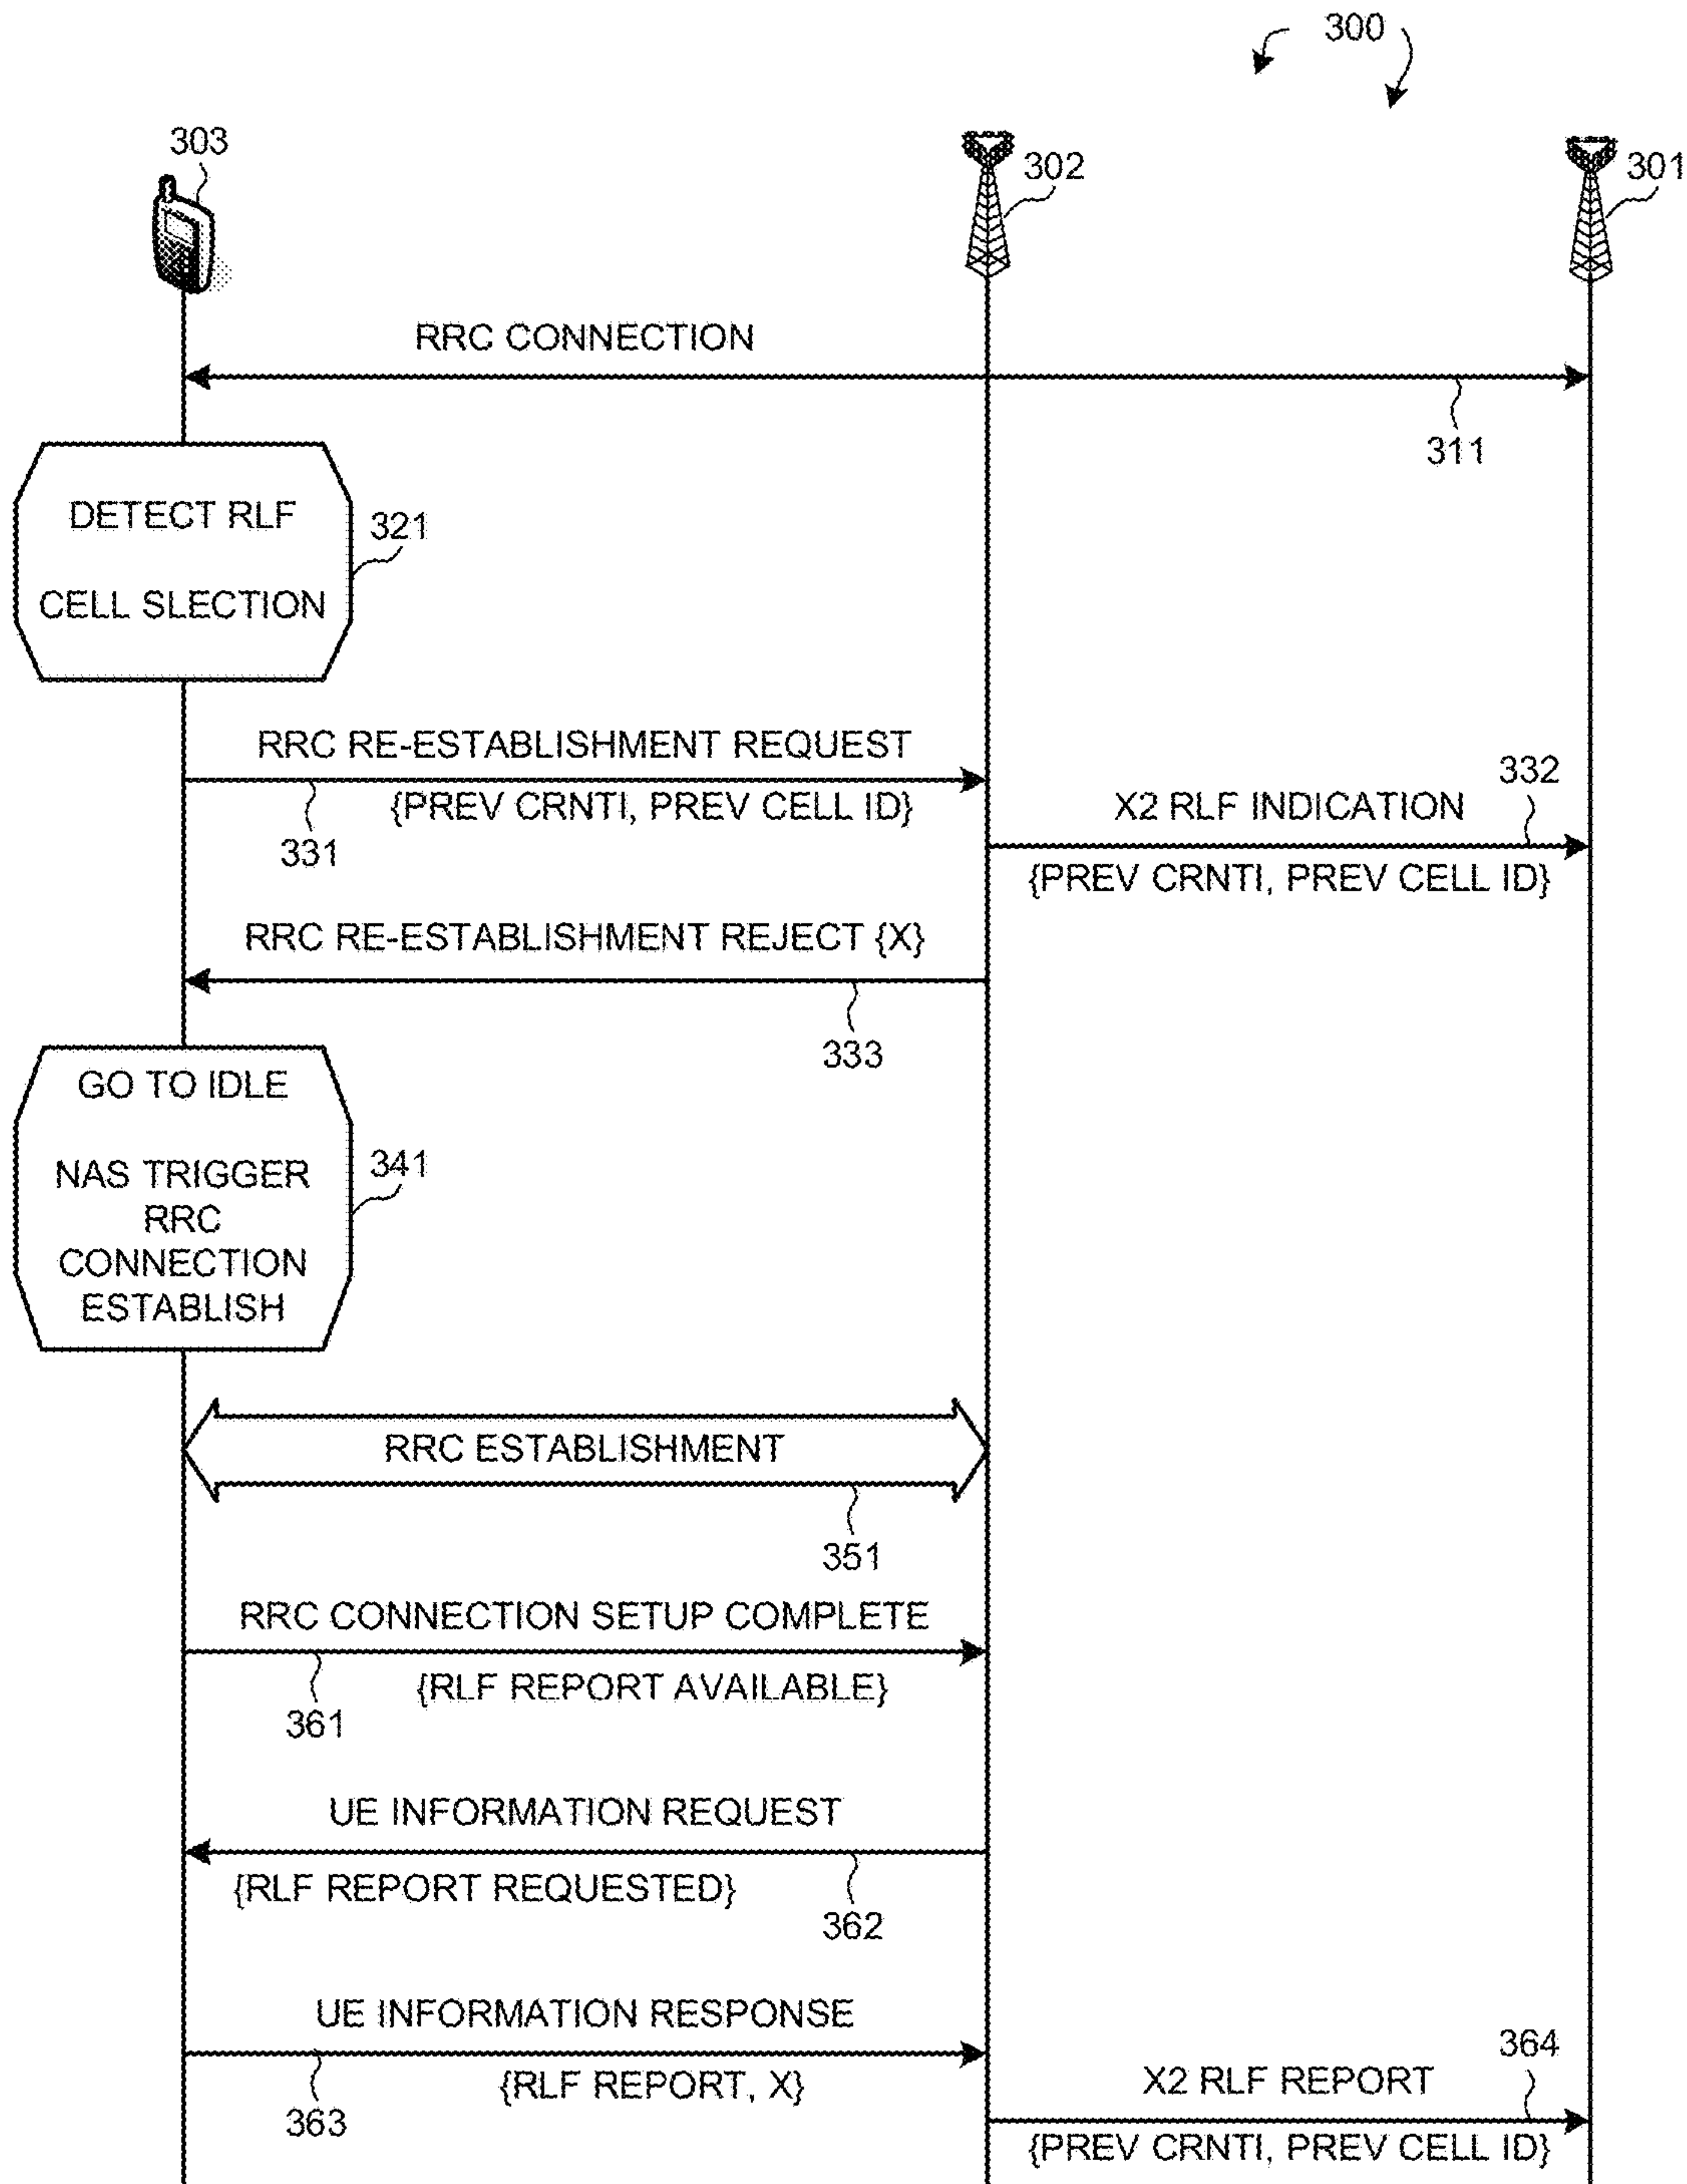 300
303
302
301
RRC CONNECTION
311
DETECT RLF
321
CELL SLECTION
RRC RE-ESTABLISHMENT REQUEST
{PREV CRNTI, PREV CELL ID}
331
332
X2 RLF INDICATION
{PREV CRNTI, PREV CELL ID}
RRC RE-ESTABLISHMENT REJECT {X}
333
GO TO IDLE
NAS TRIGGER
RRC
CONNECTION
ESTABLISH
341
RRC ESTABLISHMENT
351
RRC CONNECTION SETUP COMPLETE
{RLF REPORT AVAILABLE}
361
UE INFORMATION REQUEST
{RLF REPORT REQUESTED}
362
UE INFORMATION RESPONSE
{RLF REPORT, X}
363
364
X2 RLF REPORT
{PREV CRNTI, PREV CELL ID}